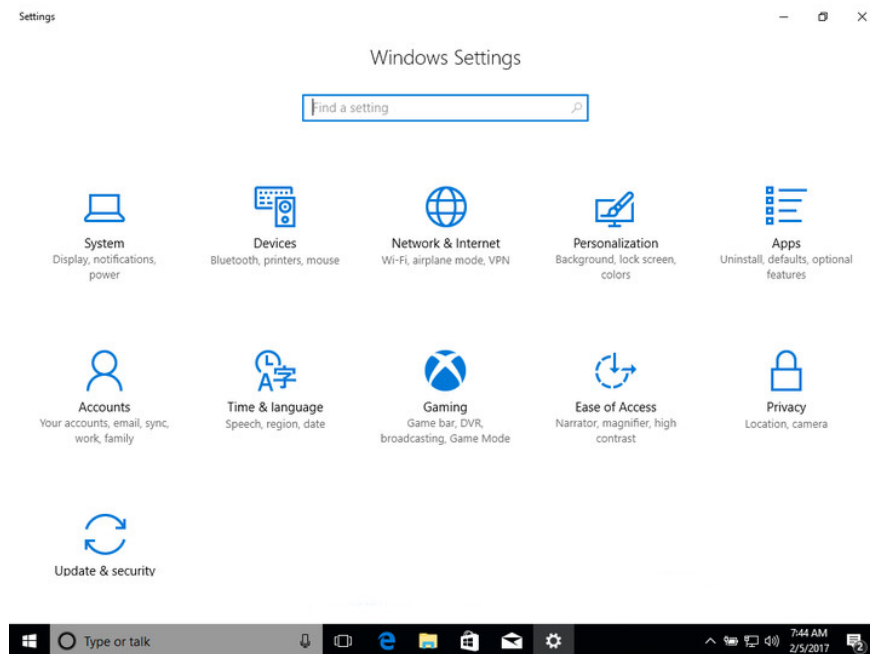 Settings
Windows Settings
Find a setting
System
Display, notifications,
power
Devices
Bluetooth, printers, mouse
Network & Internet
Wi-Fi, airplane mode, VPN
Personalization
Background, lock screen,
colors
Apps
Uninstall, defaults, optional
features
Accounts
Your accounts, email, sync,
work, family
A字
Time & language
Speech, region, date
Gaming
Game bar, DVR,
broadcasting, Game Mode
Ease of Access
Narrator, magnifier, high
contrast
Privacy
Location, camera
Update & security
Type or talk
7:44 AM
2/5/2017
2